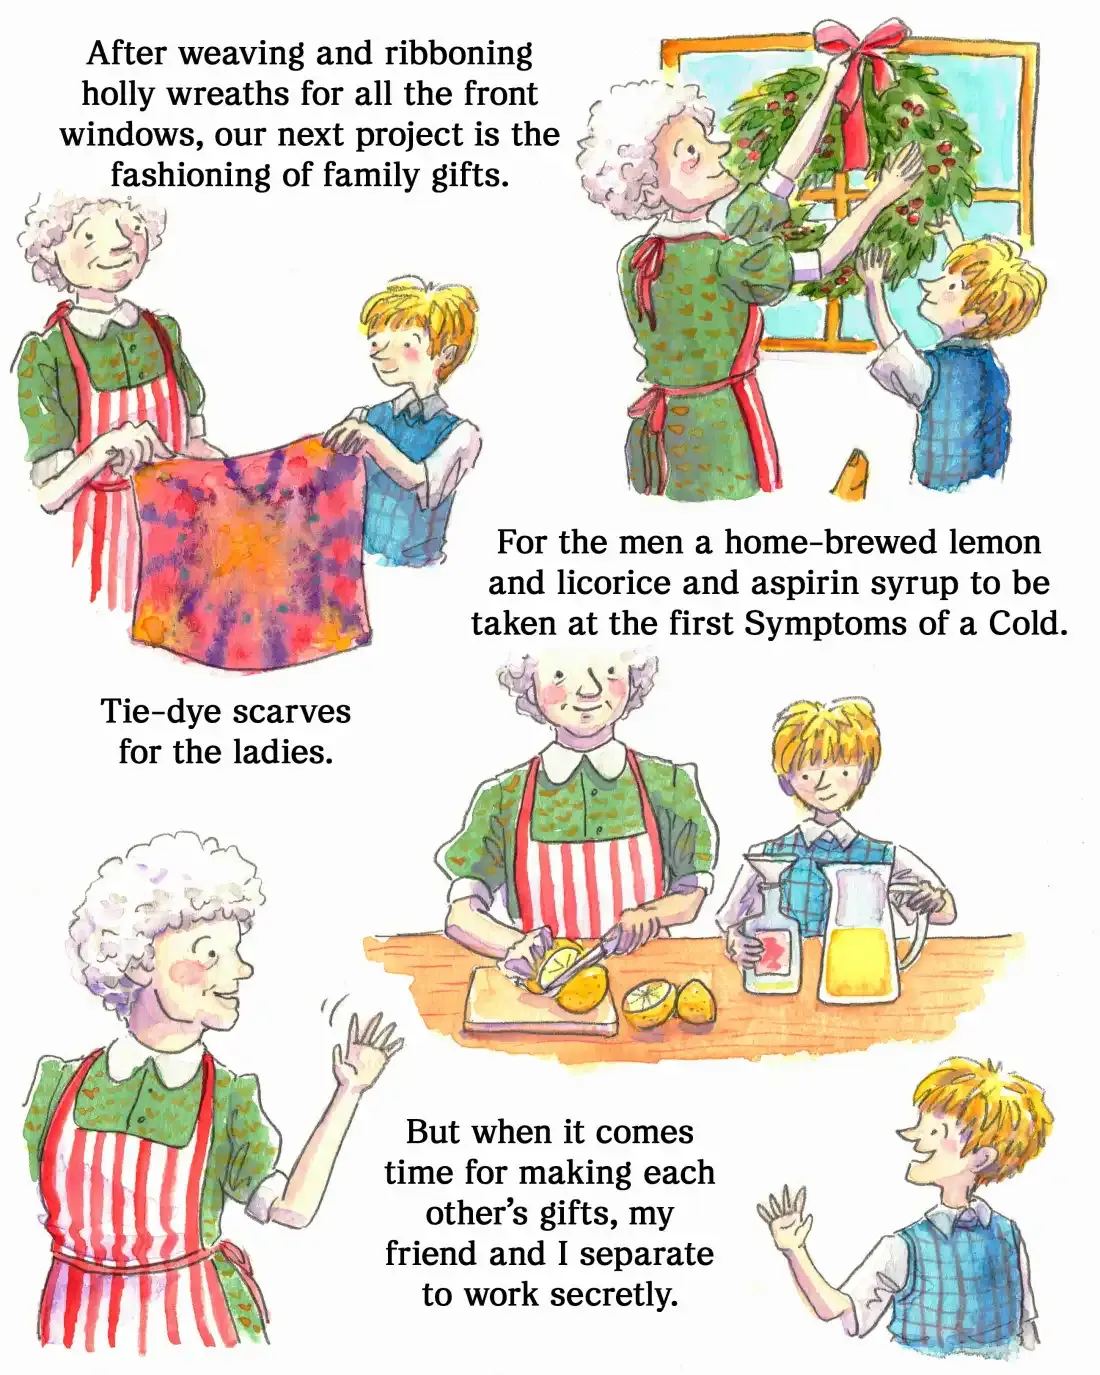 After weaving and ribboning
holly wreaths for all the front
windows, our next project is the
fashioning of family gifts.
For the men a home-brewed lemon
and licorice and aspirin syrup to be
taken at the first Symptoms of a Cold.
Tie-dye scarves
for the ladies.
But when it comes
time for making each
other's gifts, my
friend and I separate
to work secretly.